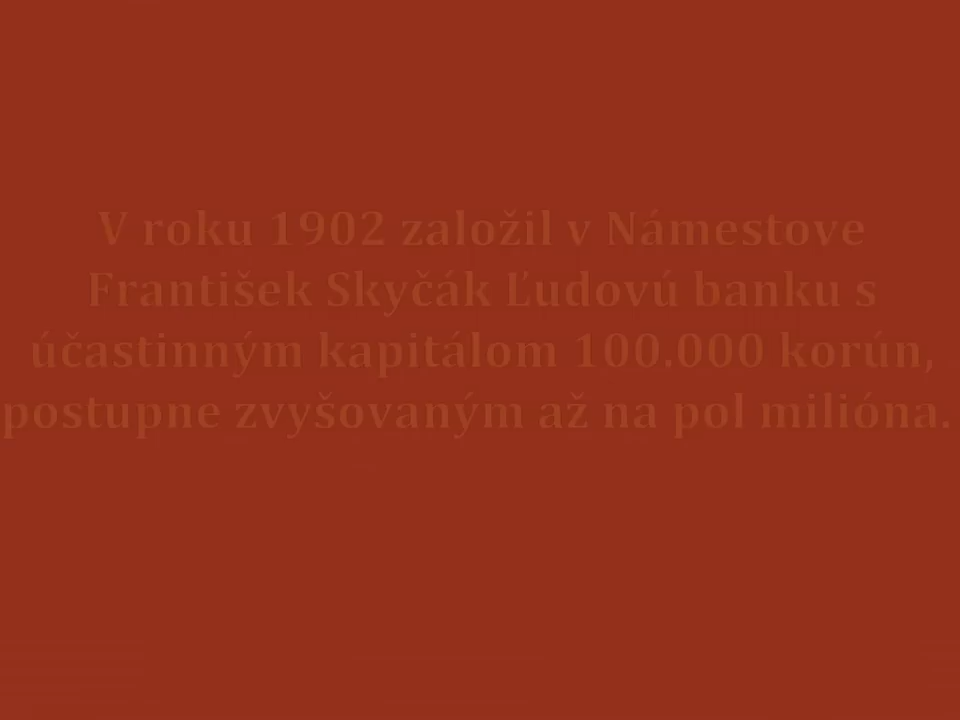 V roku 1902 založil v Námestove
František Skyčák Ľudovú banku s
účastinným kapitálom 100.000 korún,
postupne zvyšovaným až na pol milióna.